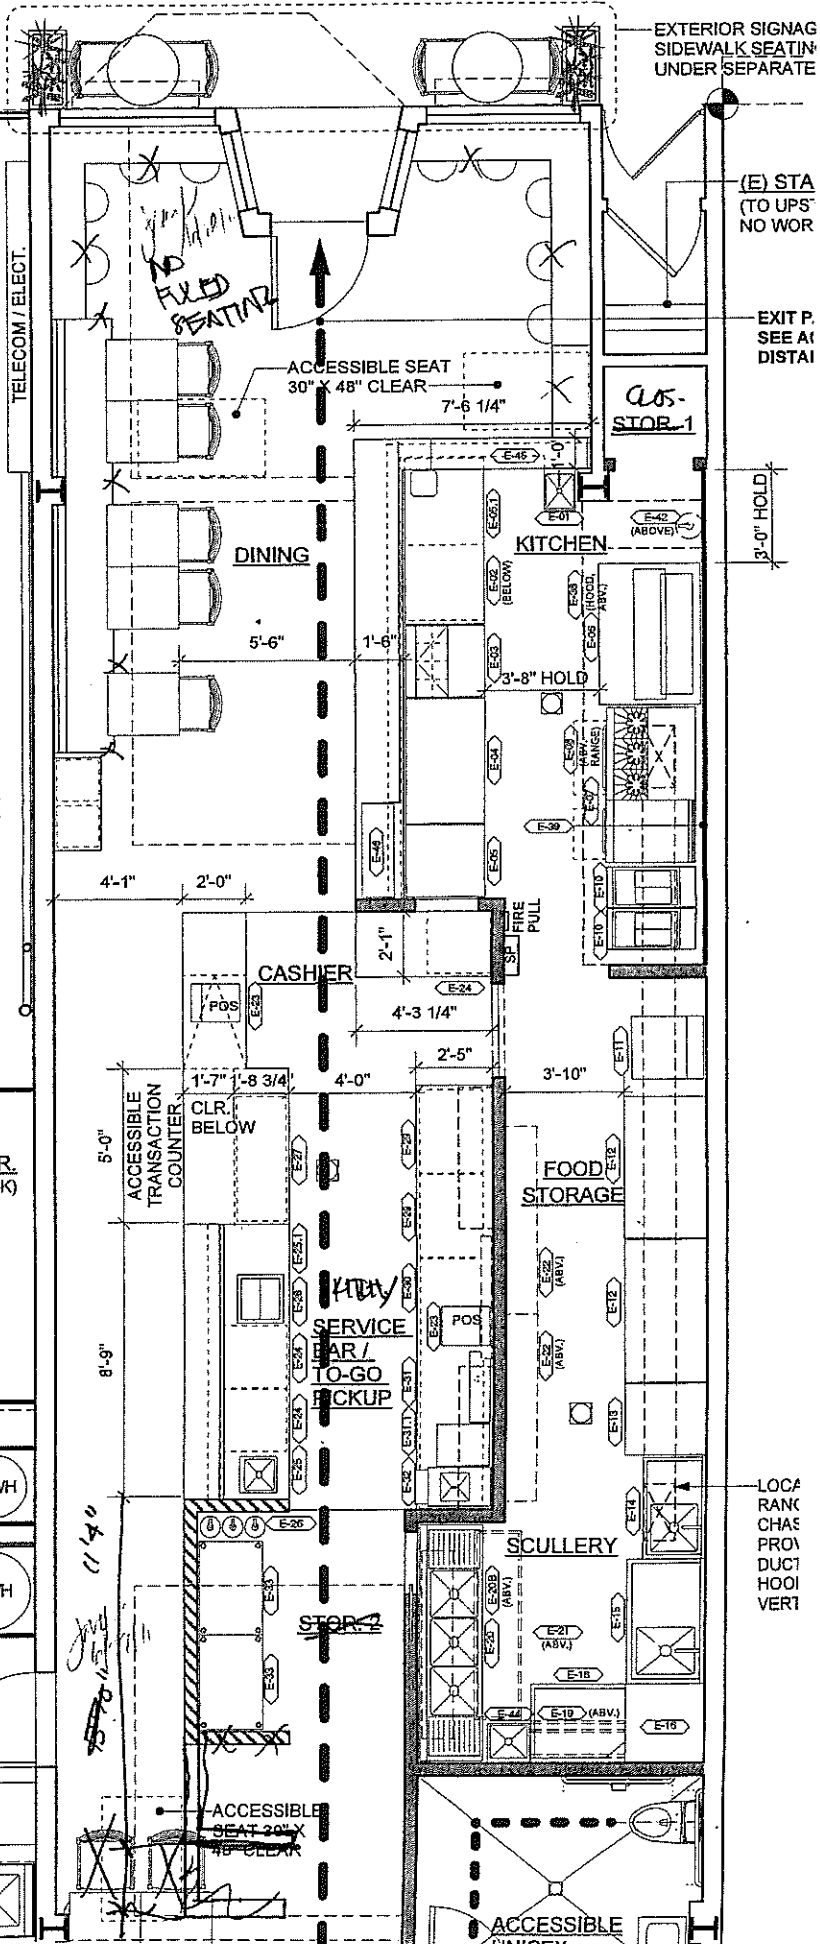 EXTERIOR SIGNAG
SIDEWALK SEATIN
UNDER SEPARATE
(E) STA
(TO UPST
NO WOR
TELECOM / ELECT.
NO
FIXED
SEATING
EXIT P.
SEE A
DISTA
ACCESSIBLE SEAT
30" X 48" CLEAR
7'-6 1/4"
CLOS.
STOR. 1
E-45
1'-0"
3'-0" HOLD
E-05.1
E-01
E-42
(ABOVE)
KITCHEN
DINING
E-02
(BELOW)
E-38
(HOOD, ABV.)
E-06
5'-6"
1'-6"
E-03
3'-8" HOLD
E-04
E-08
(ABV. RANGE)
E-07
E-39
E-46
E-05
E-10
E-10
4'-1"
2'-0"
FIRE
PULL
2'-1"
SP
CASHIER
E-24
POS
E-23
4'-3 1/4"
E-11
2'-5"
1'-7"
1'-8 3/4"
4'-0"
3'-10"
CLR.
BELOW
5'-0"
ACCESSIBLE
TRANSACTION
COUNTER
R.
K)
E-27
E-29
E-12
FOOD
STORAGE
E-25.1
E-29
E-22
(ABV.)
E-28
E-30
E-12
SERVICE
BAR /
TO-GO
PICKUP
E-23
POS
8'-9"
E-24
E-22
(ABV.)
E-31
E-24
E-31.1
E-13
E-25
E-32
WH
LOCA
RANG
CHAS
PROV
DUCT
HOOI
VERT
11'4"
E-26
E-14
SCULLERY
E-33
E-20B
(ABV.)
E-20
E-15
STOR. 2
E-21
(ABV.)
E-33
E-18
E-44
E-19
(ABV.)
E-16
ACCESSIBLE
SEAT 30" X
48" CLEAR
ACCESSIBLE
UNISEX